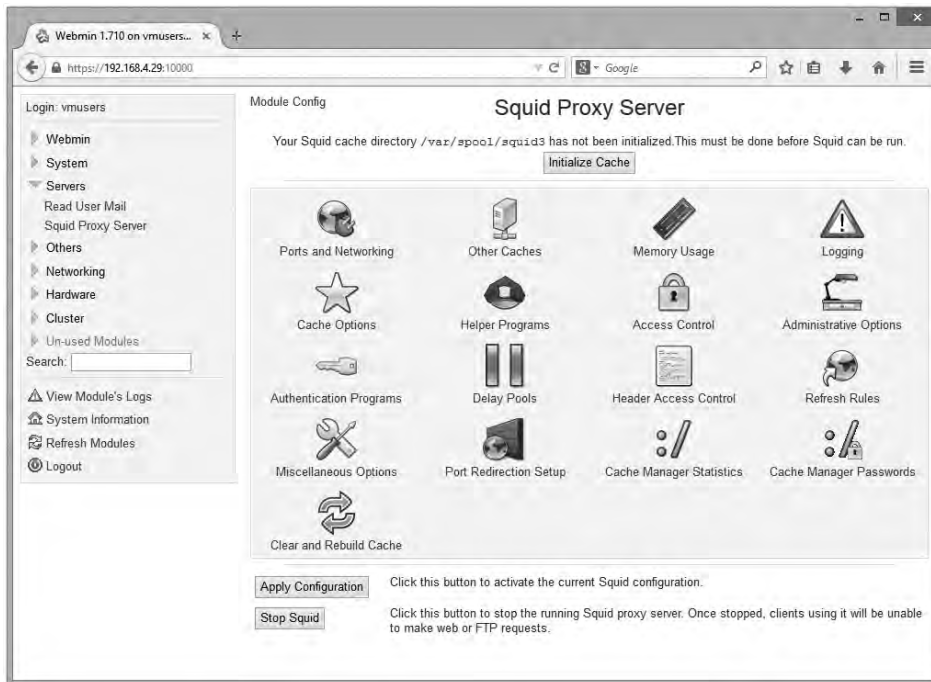 Webmin 1.710 on vmusers...
https://192.168.4.29:10000
Google
Login: vmusers
Webmin
System
Servers
Read User Mail
Squid Proxy Server
Others
Networking
Hardware
Cluster
Un-used Modules
Search:
View Module's Logs
System Information
Refresh Modules
Logout
Module Config
Squid Proxy Server
Your Squid cache directory /var/spool/squid3 has not been initialized.This must be done before Squid can be run.
Initialize Cache
Ports and Networking
Other Caches
Memory Usage
Logging
Cache Options
Helper Programs
Access Control
Administrative Options
Authentication Programs
Delay Pools
Header Access Control
Refresh Rules
Miscellaneous Options
Port Redirection Setup
Cache Manager Statistics
Cache Manager Passwords
Clear and Rebuild Cache
Apply Configuration
Click this button to activate the current Squid configuration.
Stop Squid
Click this button to stop the running Squid proxy server. Once stopped, clients using it will be unable
to make web or FTP requests.